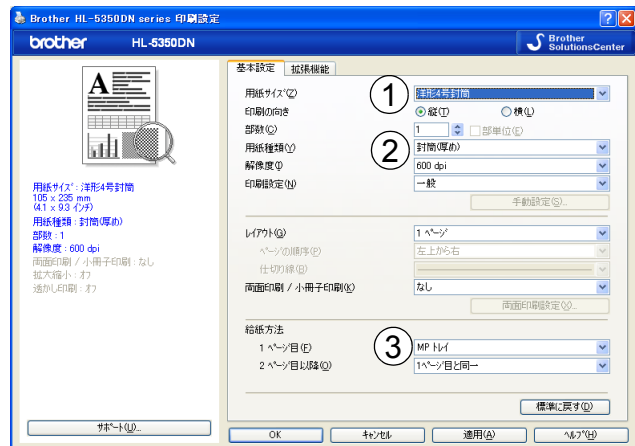 Brother HL-5350DN series 印刷設定
brother HL-5350DN
Brother
SolutionsCenter
基本設定 拡張機能
用紙サイズ(Z) ① 洋形4号封筒
印刷の向き 縦(T) 横(L)
部数(C) 1 部単位(E)
用紙種類(Y) ② 封筒(厚め)
解像度(I) 600 dpi
印刷設定(N) 一般
手動設定(S)...
レイアウト(G) 1 ページ
ページの順序(P) 左上から右
仕切り線(B)
両面印刷 / 小冊子印刷(K) なし
両面印刷設定(X)...
給紙方法
1 ページ目(F) ③ MP トレイ
2 ページ目以降(O) 1ページ目と同一
標準に戻す(D)
用紙サイズ : 洋形4号封筒
105 x 235 mm
(4.1 x 9.3 インチ)
用紙種類 : 封筒(厚め)
部数 : 1
解像度 : 600 dpi
両面印刷 / 小冊子印刷 : なし
拡大縮小 : オフ
透かし印刷 : オフ
サポート(U)...
OK キャンセル 適用(A) ヘルプ(H)